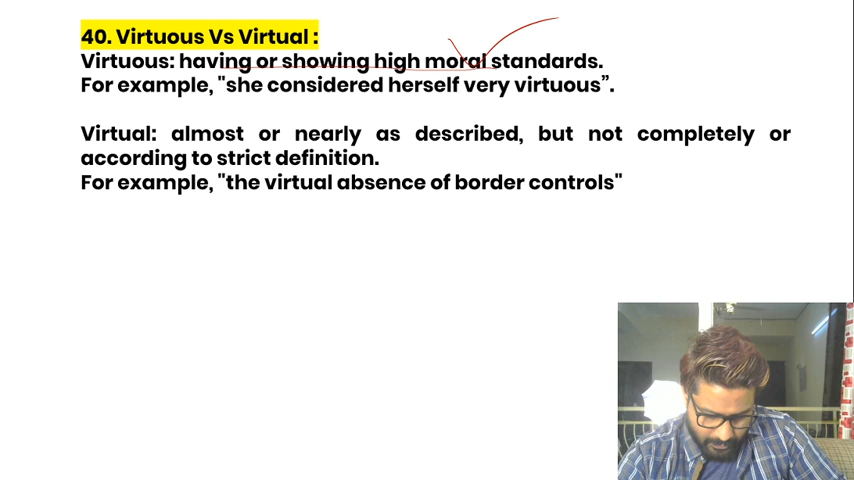 40. Virtuous Vs Virtual :
Virtuous: having or showing high moral standards.
For example, "she considered herself very virtuous”.
Virtual: almost or nearly as described, but not completely or
according to strict definition.
For example, "the virtual absence of border controls"